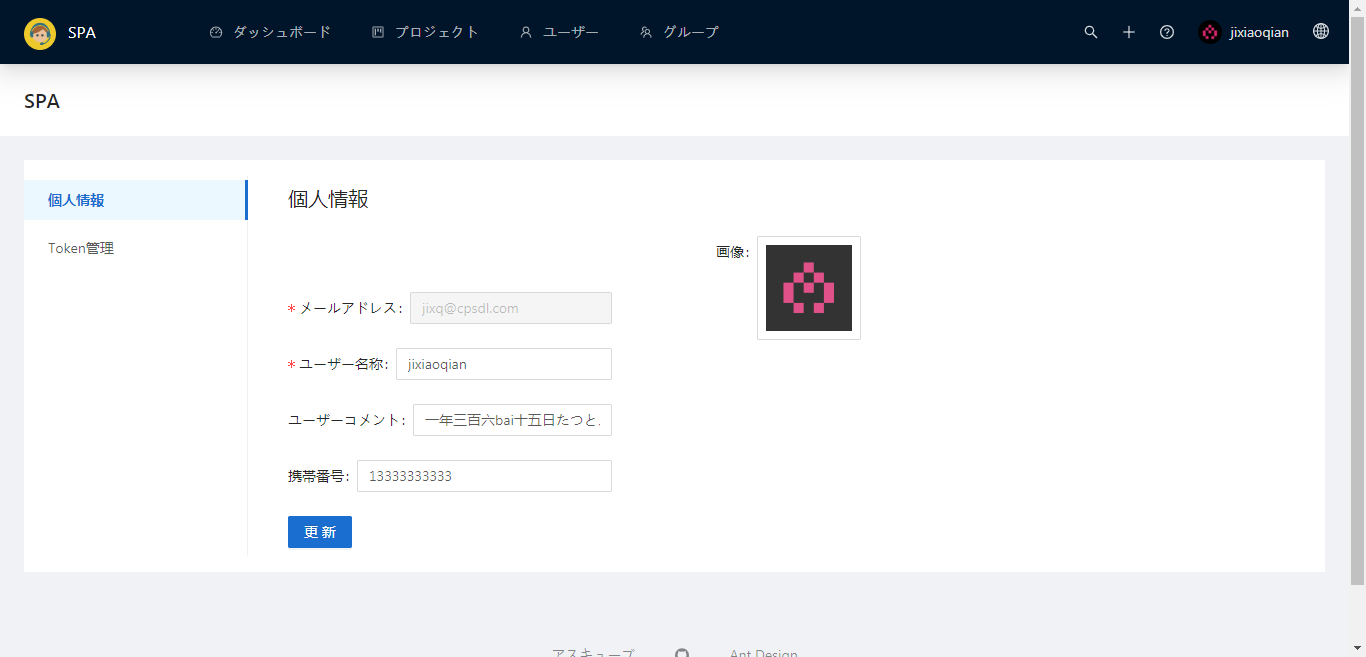 SPA ダッシュボード プロジェクト ユーザー グループ jixiaoqian
SPA
個人情報
Token管理
個人情報
画像:
* メールアドレス: jixq@cpsdl.com
* ユーザー名称: jixiaoqian
ユーザーコメント: 一年三百六bai十五日たつと
携帯番号: 13333333333
更 新
アスキューブ Ant Design